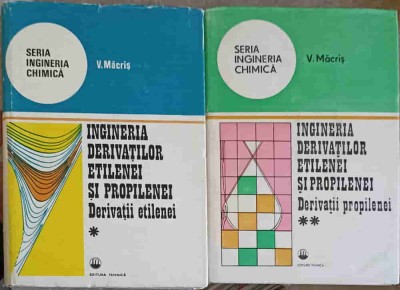 SERIA
INGINERIA
CHIMICĂ
V. Măcriș
INGINERIA
DERIVAȚILOR
ETILENEI
ȘI PROPILENEI
Derivații etilenei
*
EDITURA TEHNICĂ
SERIA
INGINERIA
CHIMICĂ
V. Măcriș
INGINERIA
DERIVAȚILOR
ETILENEI
ȘI PROPILENEI
Derivații propilenei
**
EDITURA TEHNICĂ